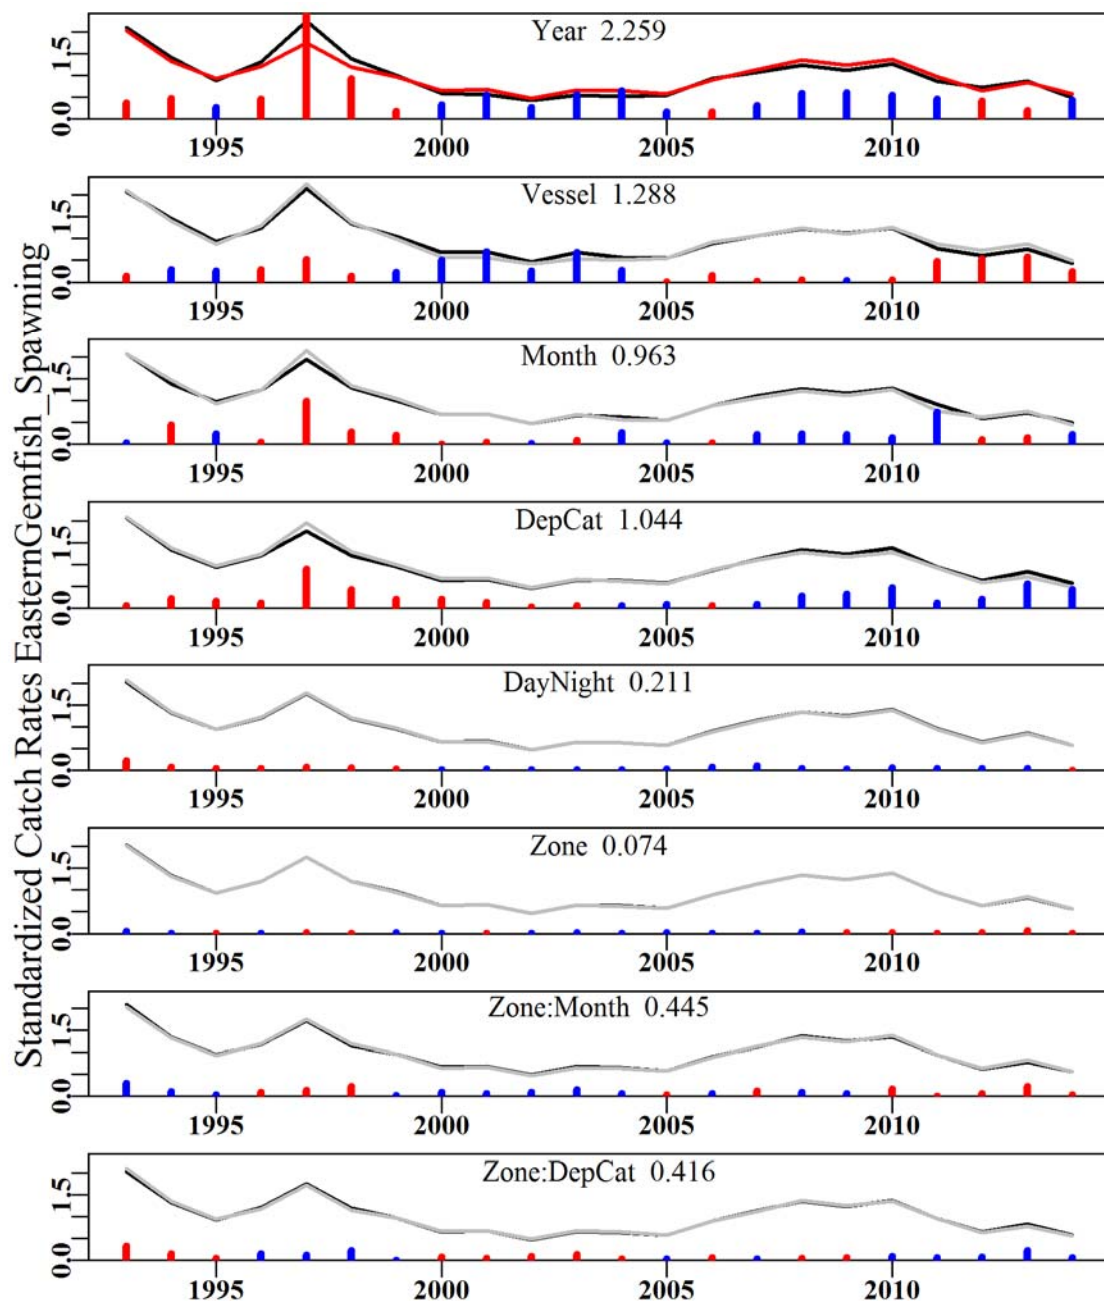 Standardized Catch Rates EasternGemfish_Spawning
Year 2.259
1.5
0.0
1995 2000 2005 2010
Vessel 1.288
1.5
0.0
1995 2000 2005 2010
Month 0.963
1.5
0.0
1995 2000 2005 2010
DepCat 1.044
1.5
0.0
1995 2000 2005 2010
DayNight 0.211
1.5
0.0
1995 2000 2005 2010
Zone 0.074
1.5
0.0
1995 2000 2005 2010
Zone:Month 0.445
1.5
0.0
1995 2000 2005 2010
Zone:DepCat 0.416
1.5
0.0
1995 2000 2005 2010